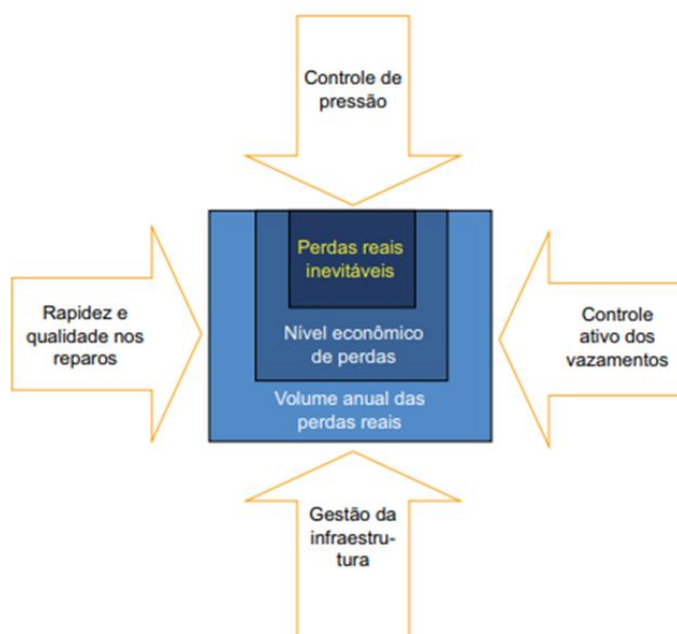 Controle de
pressão
Perdas reais
inevitáveis
Rapidez e
qualidade nos
reparos
Nível econômico
de perdas
Controle
ativo dos
vazamentos
Volume anual das
perdas reais
Gestão da
infraestru-
tura